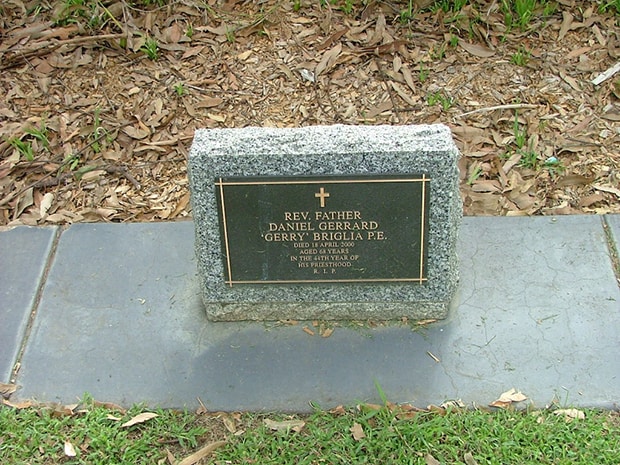 REV. FATHER
DANIEL GERRARD
'GERRY' BRIGLIA P.E.
DIED 18 APRIL 2000
AGED 68 YEARS
IN THE 44TH YEAR OF
HIS PRIESTHOOD
R. I. P.